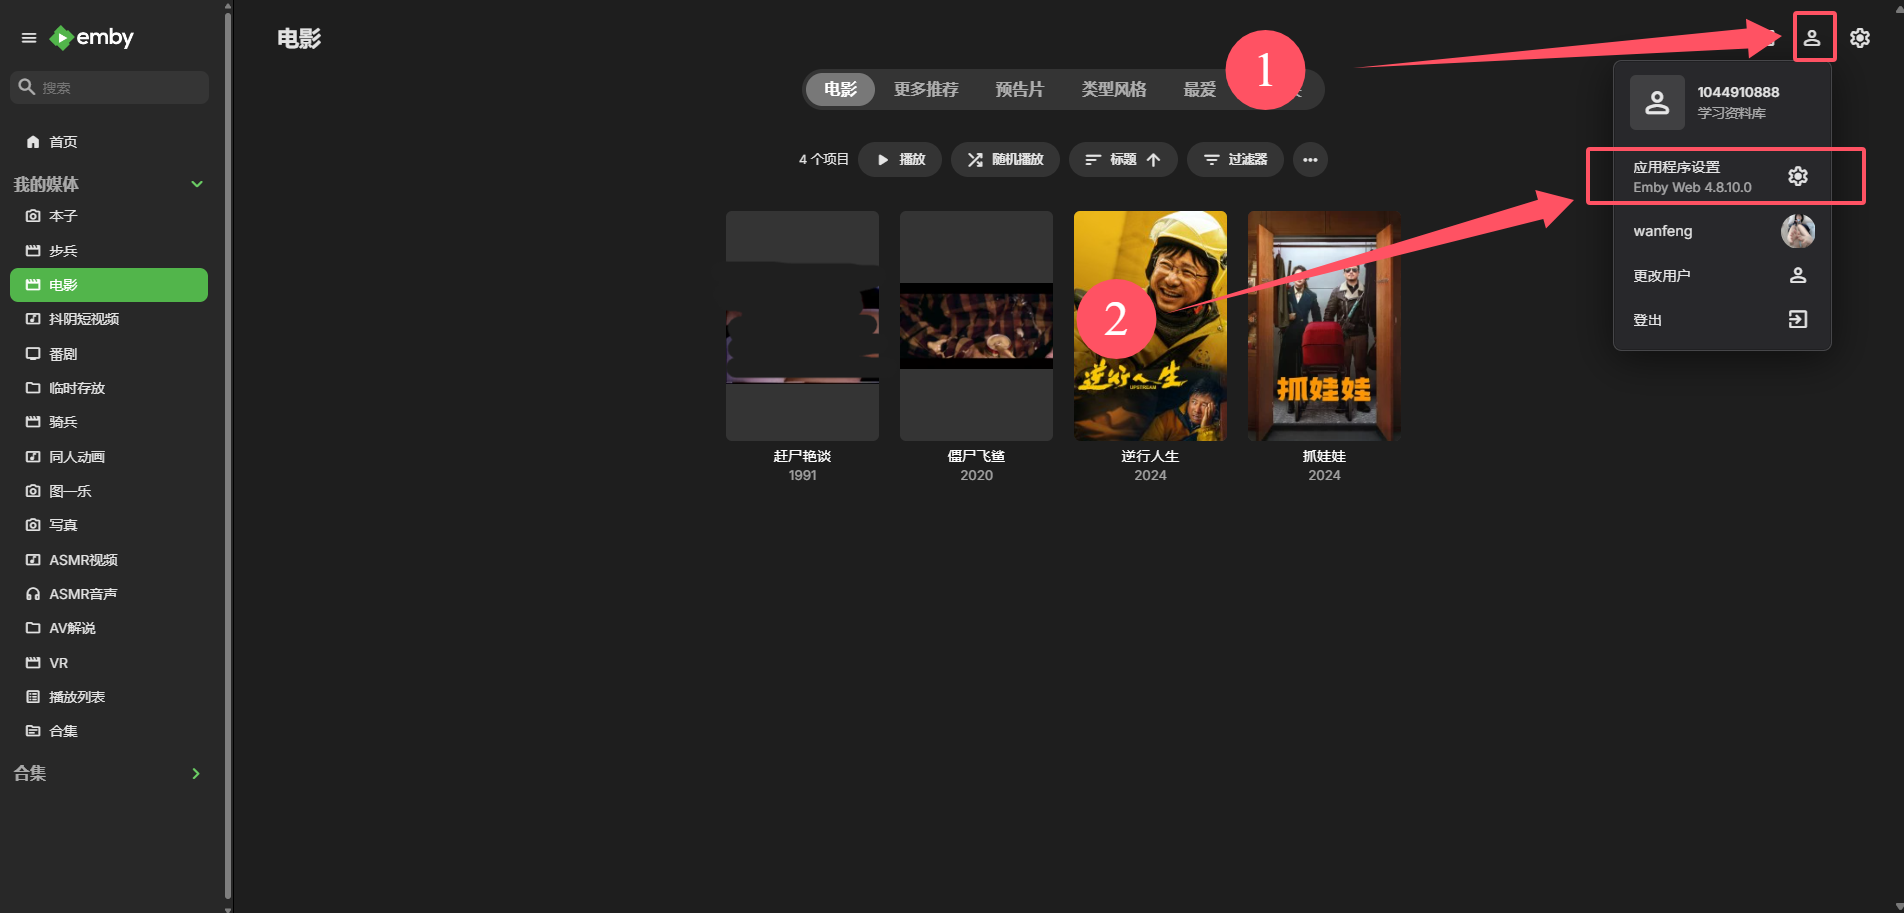 emby
搜索
首页
我的媒体
本子
步兵
电影
抖阴短视频
番剧
临时存放
骑兵
同人动画
图一乐
写真
ASMR视频
ASMR音声
AV解说
VR
播放列表
合集
合集
电影
电影
更多推荐
预告片
类型风格
最爱
1
4 个项目
播放
随机播放
标题
过滤器
2
逆行人生
UPSTREAM
抓娃娃
赶尸艳谈
1991
僵尸飞鲨
2020
逆行人生
2024
抓娃娃
2024
1044910888
学习资料库
应用程序设置
Emby Web 4.8.10.0
wanfeng
更改用户
登出